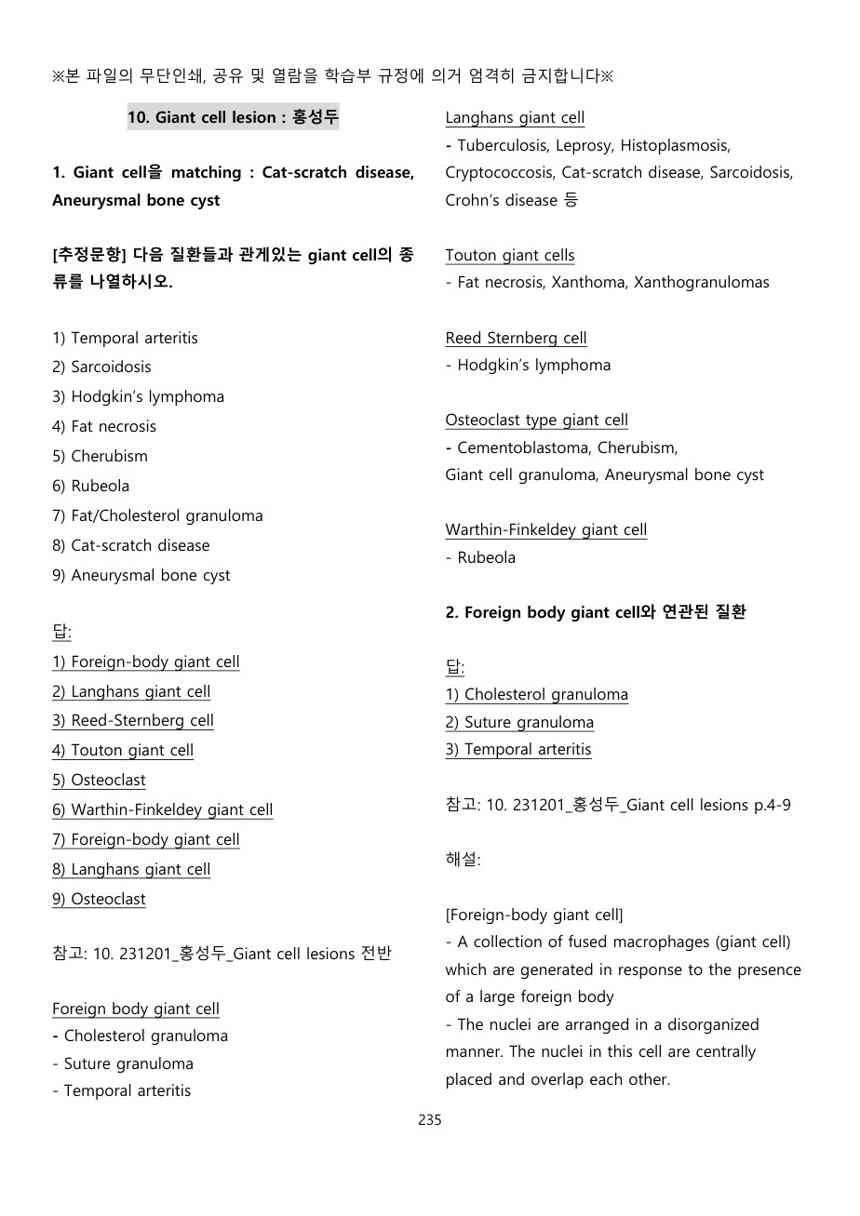 ※본 파일의 무단인쇄, 공유 및 열람을 학습부 규정에 의거 엄격히 금지합니다※
10. Giant cell lesion : 홍성두
1. Giant cell을 matching : Cat-scratch disease,
Aneurysmal bone cyst
[추정문항] 다음 질환들과 관게있는 giant cell의 종
류를 나열하시오.
1) Temporal arteritis
2) Sarcoidosis
3) Hodgkin’s lymphoma
4) Fat necrosis
5) Cherubism
6) Rubeola
7) Fat/Cholesterol granuloma
8) Cat-scratch disease
9) Aneurysmal bone cyst
답:
1) Foreign-body giant cell
2) Langhans giant cell
3) Reed-Sternberg cell
4) Touton giant cell
5) Osteoclast
6) Warthin-Finkeldey giant cell
7) Foreign-body giant cell
8) Langhans giant cell
9) Osteoclast
참고: 10. 231201_홍성두_Giant cell lesions 전반
Foreign body giant cell
- Cholesterol granuloma
- Suture granuloma
- Temporal arteritis
Langhans giant cell
- Tuberculosis, Leprosy, Histoplasmosis,
Cryptococcosis, Cat-scratch disease, Sarcoidosis,
Crohn’s disease 등
Touton giant cells
- Fat necrosis, Xanthoma, Xanthogranulomas
Reed Sternberg cell
- Hodgkin’s lymphoma
Osteoclast type giant cell
- Cementoblastoma, Cherubism,
Giant cell granuloma, Aneurysmal bone cyst
Warthin-Finkeldey giant cell
- Rubeola
2. Foreign body giant cell와 연관된 질환
답:
1) Cholesterol granuloma
2) Suture granuloma
3) Temporal arteritis
참고: 10. 231201_홍성두_Giant cell lesions p.4-9
해설:
[Foreign-body giant cell]
- A collection of fused macrophages (giant cell)
which are generated in response to the presence
of a large foreign body
- The nuclei are arranged in a disorganized
manner. The nuclei in this cell are centrally
placed and overlap each other.
235